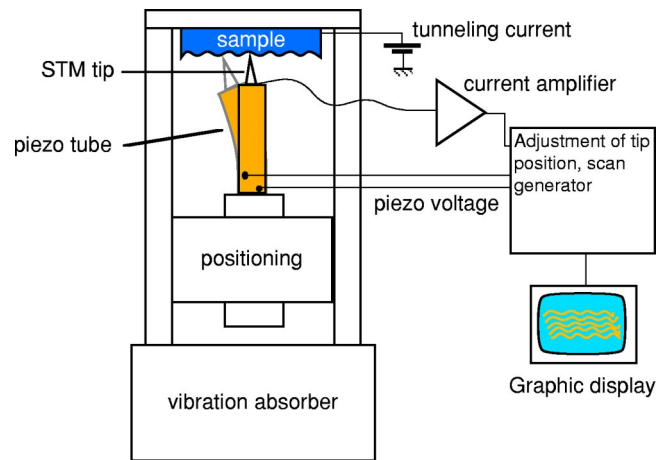 sample
tunneling current
STM tip
current amplifier
piezo tube
Adjustment of tip
position, scan
generator
piezo voltage
positioning
vibration absorber
Graphic display